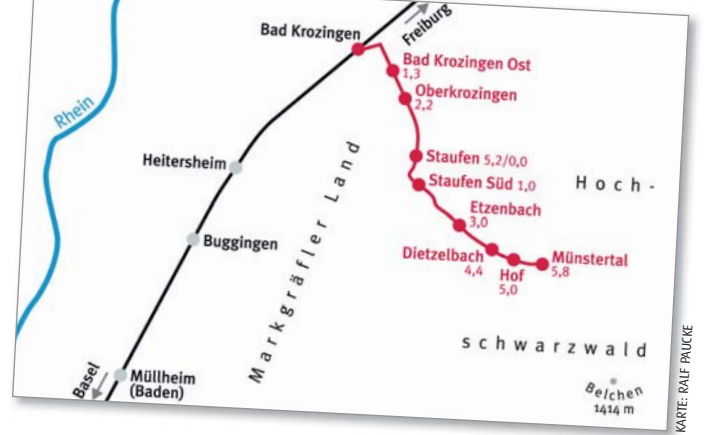 Freiburg
Bad Krozingen
Bad Krozingen Ost
1,3
Oberkrozingen
2,2
Rhein
Heitersheim
Staufen 5,2/0,0
Staufen Süd 1,0
Hoch-
Markgräfler Land
Etzenbach
3,0
Buggingen
Dietzelbach
4,4
Hof
5,0
Münstertal
5,8
schwarzwald
Basel
Müllheim
(Baden)
Belchen
1414 m
KARTE: RALF PAUCKE